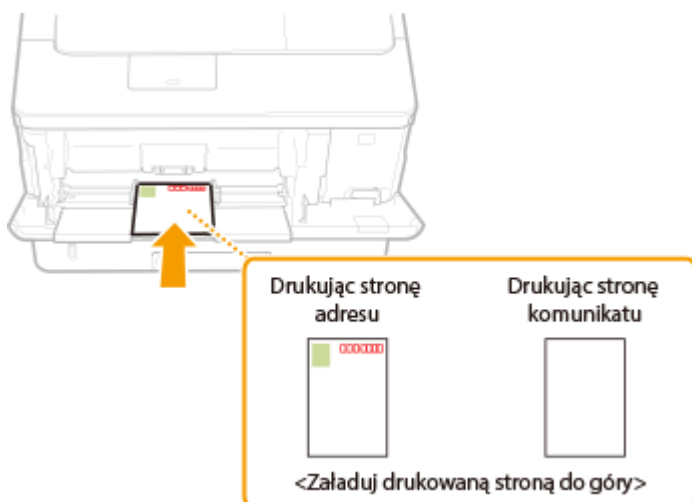 Drukując stronę
adresu
Drukując stronę
komunikatu
<Załaduj drukowaną stroną do góry>